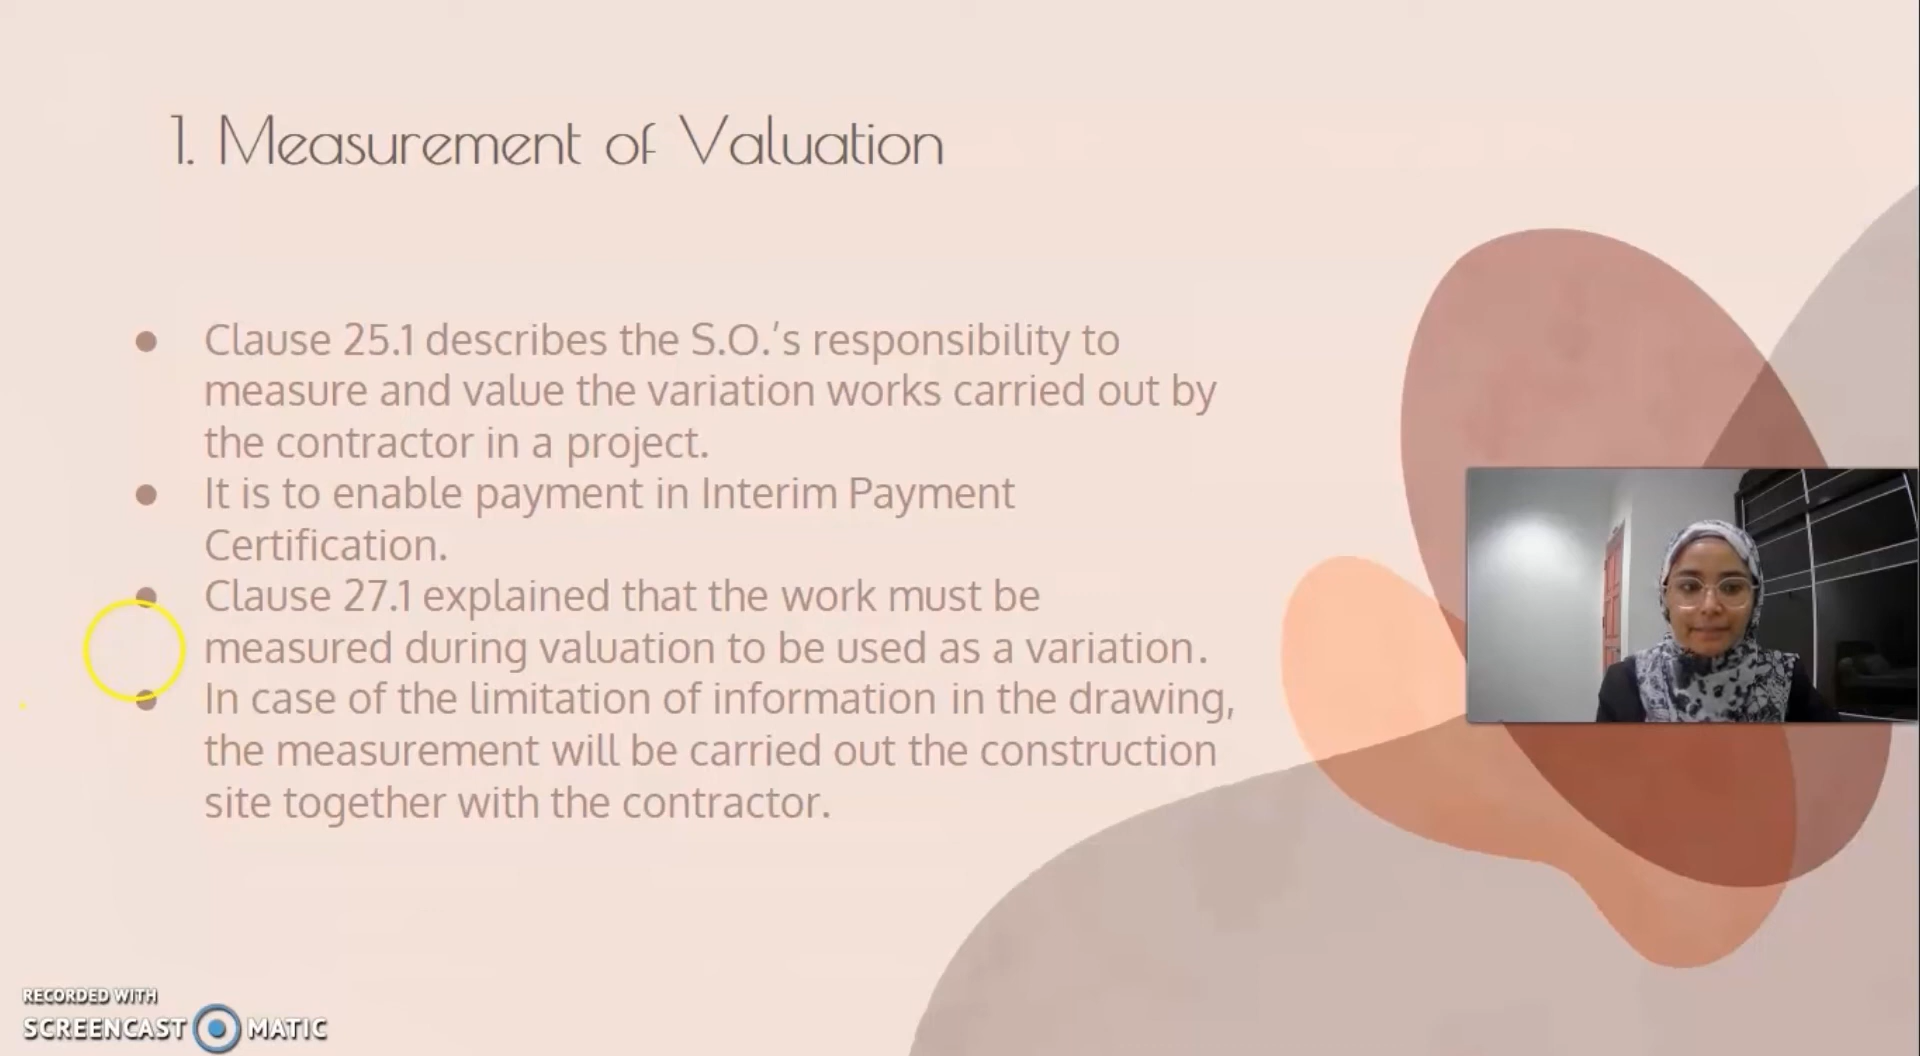 1. Measurement of Valuation
● Clause 25.1 describes the S.O.'s responsibility to
measure and value the variation works carried out by
the contractor in a project.
● It is to enable payment in Interim Payment
Certification.
● Clause 27.1 explained that the work must be
measured during valuation to be used as a variation.
● In case of the limitation of information in the drawing,
the measurement will be carried out the construction
site together with the contractor.
RECORDED WITH
SCREENCAST MATIC